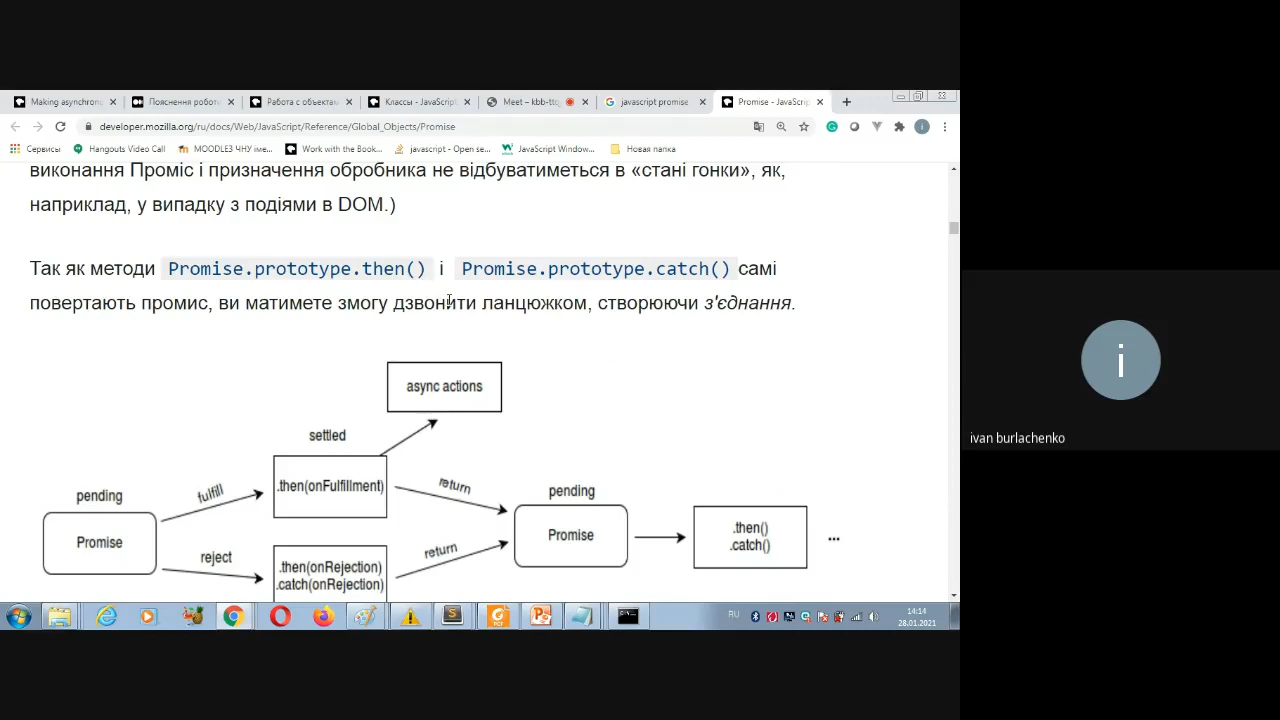 Making asynchron
Пояснення роботи
Работа с объектам
Классы - JavaScript
Meet – kbb-ttq
javascript promise
Promise - JavaScrip
developer.mozilla.org/ru/docs/Web/JavaScript/Reference/Global_Objects/Promise
Сервисы
Hangouts Video Call
MOODLE3 ЧНУ іме...
Work with the Book...
javascript - Open se...
JavaScript Window...
Новая папка
виконання Проміс і призначення обробника не відбуватиметься в «стані гонки», як,
наприклад, у випадку з подіями в DOM.)
Так як методи Promise.prototype.then() і Promise.prototype.catch() самі
повертають промис, ви матимете змогу дзвонити ланцюжком, створюючи з'єднання.
async actions
settled
pending
fulfill
.then(onFulfillment)
return
pending
Promise
reject
.then(onRejection)
.catch(onRejection)
return
Promise
.then()
.catch()
...
RU
14:14
28.01.2021
i
ivan burlachenko